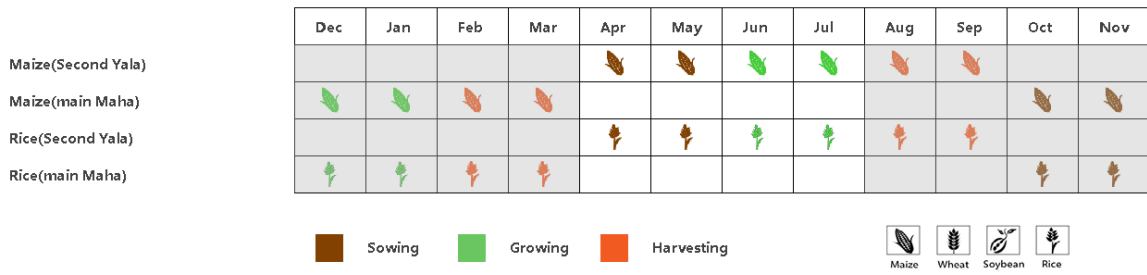 Dec Jan Feb Mar Apr May Jun Jul Aug Sep Oct Nov
Maize(Second Yala)
Maize(main Maha)
Rice(Second Yala)
Rice(main Maha)
Sowing Growing Harvesting
Maize Wheat Soybean Rice